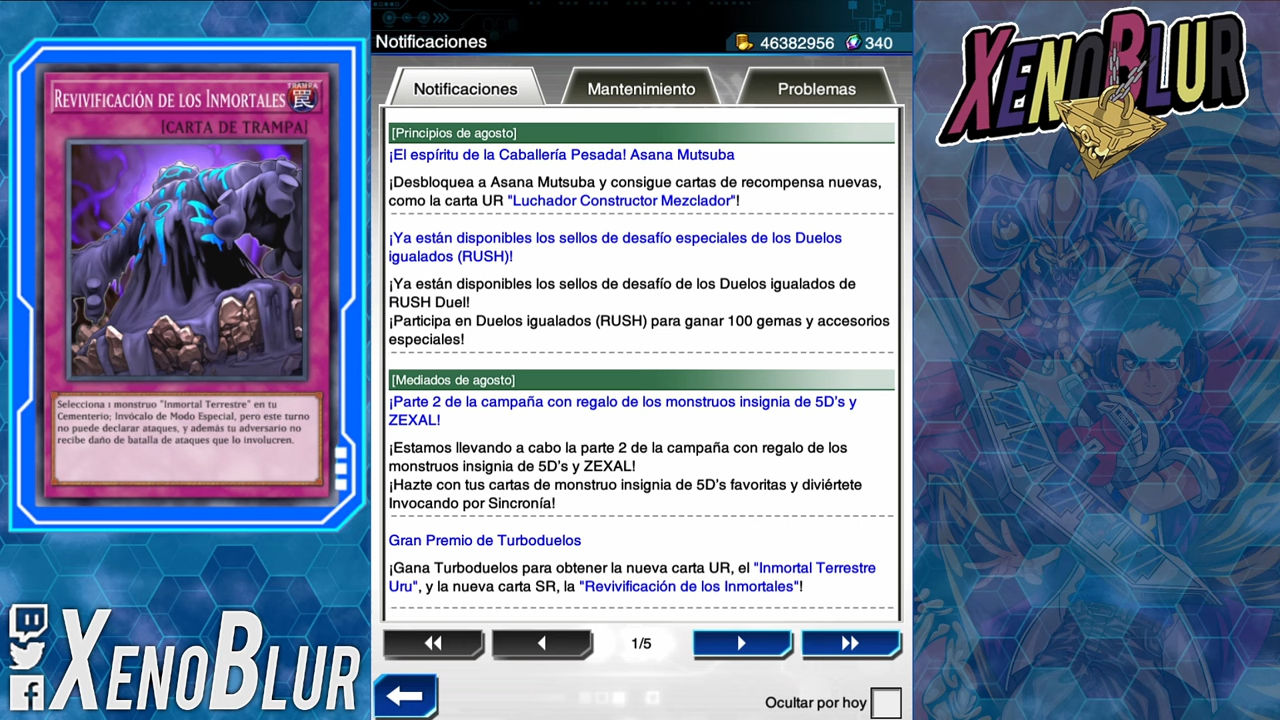 REVIVIFICACIÓN DE LOS INMORTALES
TRAMPA
罠
[CARTA DE TRAMPA]
Selecciona 1 monstruo "Inmortal Terrestre" en tu
Cementerio; Invócalo de Modo Especial, pero este turno
no puede declarar ataques, y además tu adversario no
recibe daño de batalla de ataques que lo involucren.
XENOBLUR
Notificaciones
46382956
340
Notificaciones
Mantenimiento
Problemas
[Principios de agosto]
¡El espíritu de la Caballería Pesada! Asana Mutsuba
¡Desbloquea a Asana Mutsuba y consigue cartas de recompensa nuevas,
como la carta UR "Luchador Constructor Mezclador"!
¡Ya están disponibles los sellos de desafío especiales de los Duelos
igualados (RUSH)!
¡Ya están disponibles los sellos de desafío de los Duelos igualados de
RUSH Duel!
¡Participa en Duelos igualados (RUSH) para ganar 100 gemas y accesorios
especiales!
[Mediados de agosto]
¡Parte 2 de la campaña con regalo de los monstruos insignia de 5D's y
ZEXAL!
¡Estamos llevando a cabo la parte 2 de la campaña con regalo de los
monstruos insignia de 5D's y ZEXAL!
¡Hazte con tus cartas de monstruo insignia de 5D's favoritas y diviértete
Invocando por Sincronía!
Gran Premio de Turboduelos
¡Gana Turboduelos para obtener la nueva carta UR, el "Inmortal Terrestre
Uru", y la nueva carta SR, la "Revivificación de los Inmortales"!
1/5
Ocultar por hoy
XENOBLUR